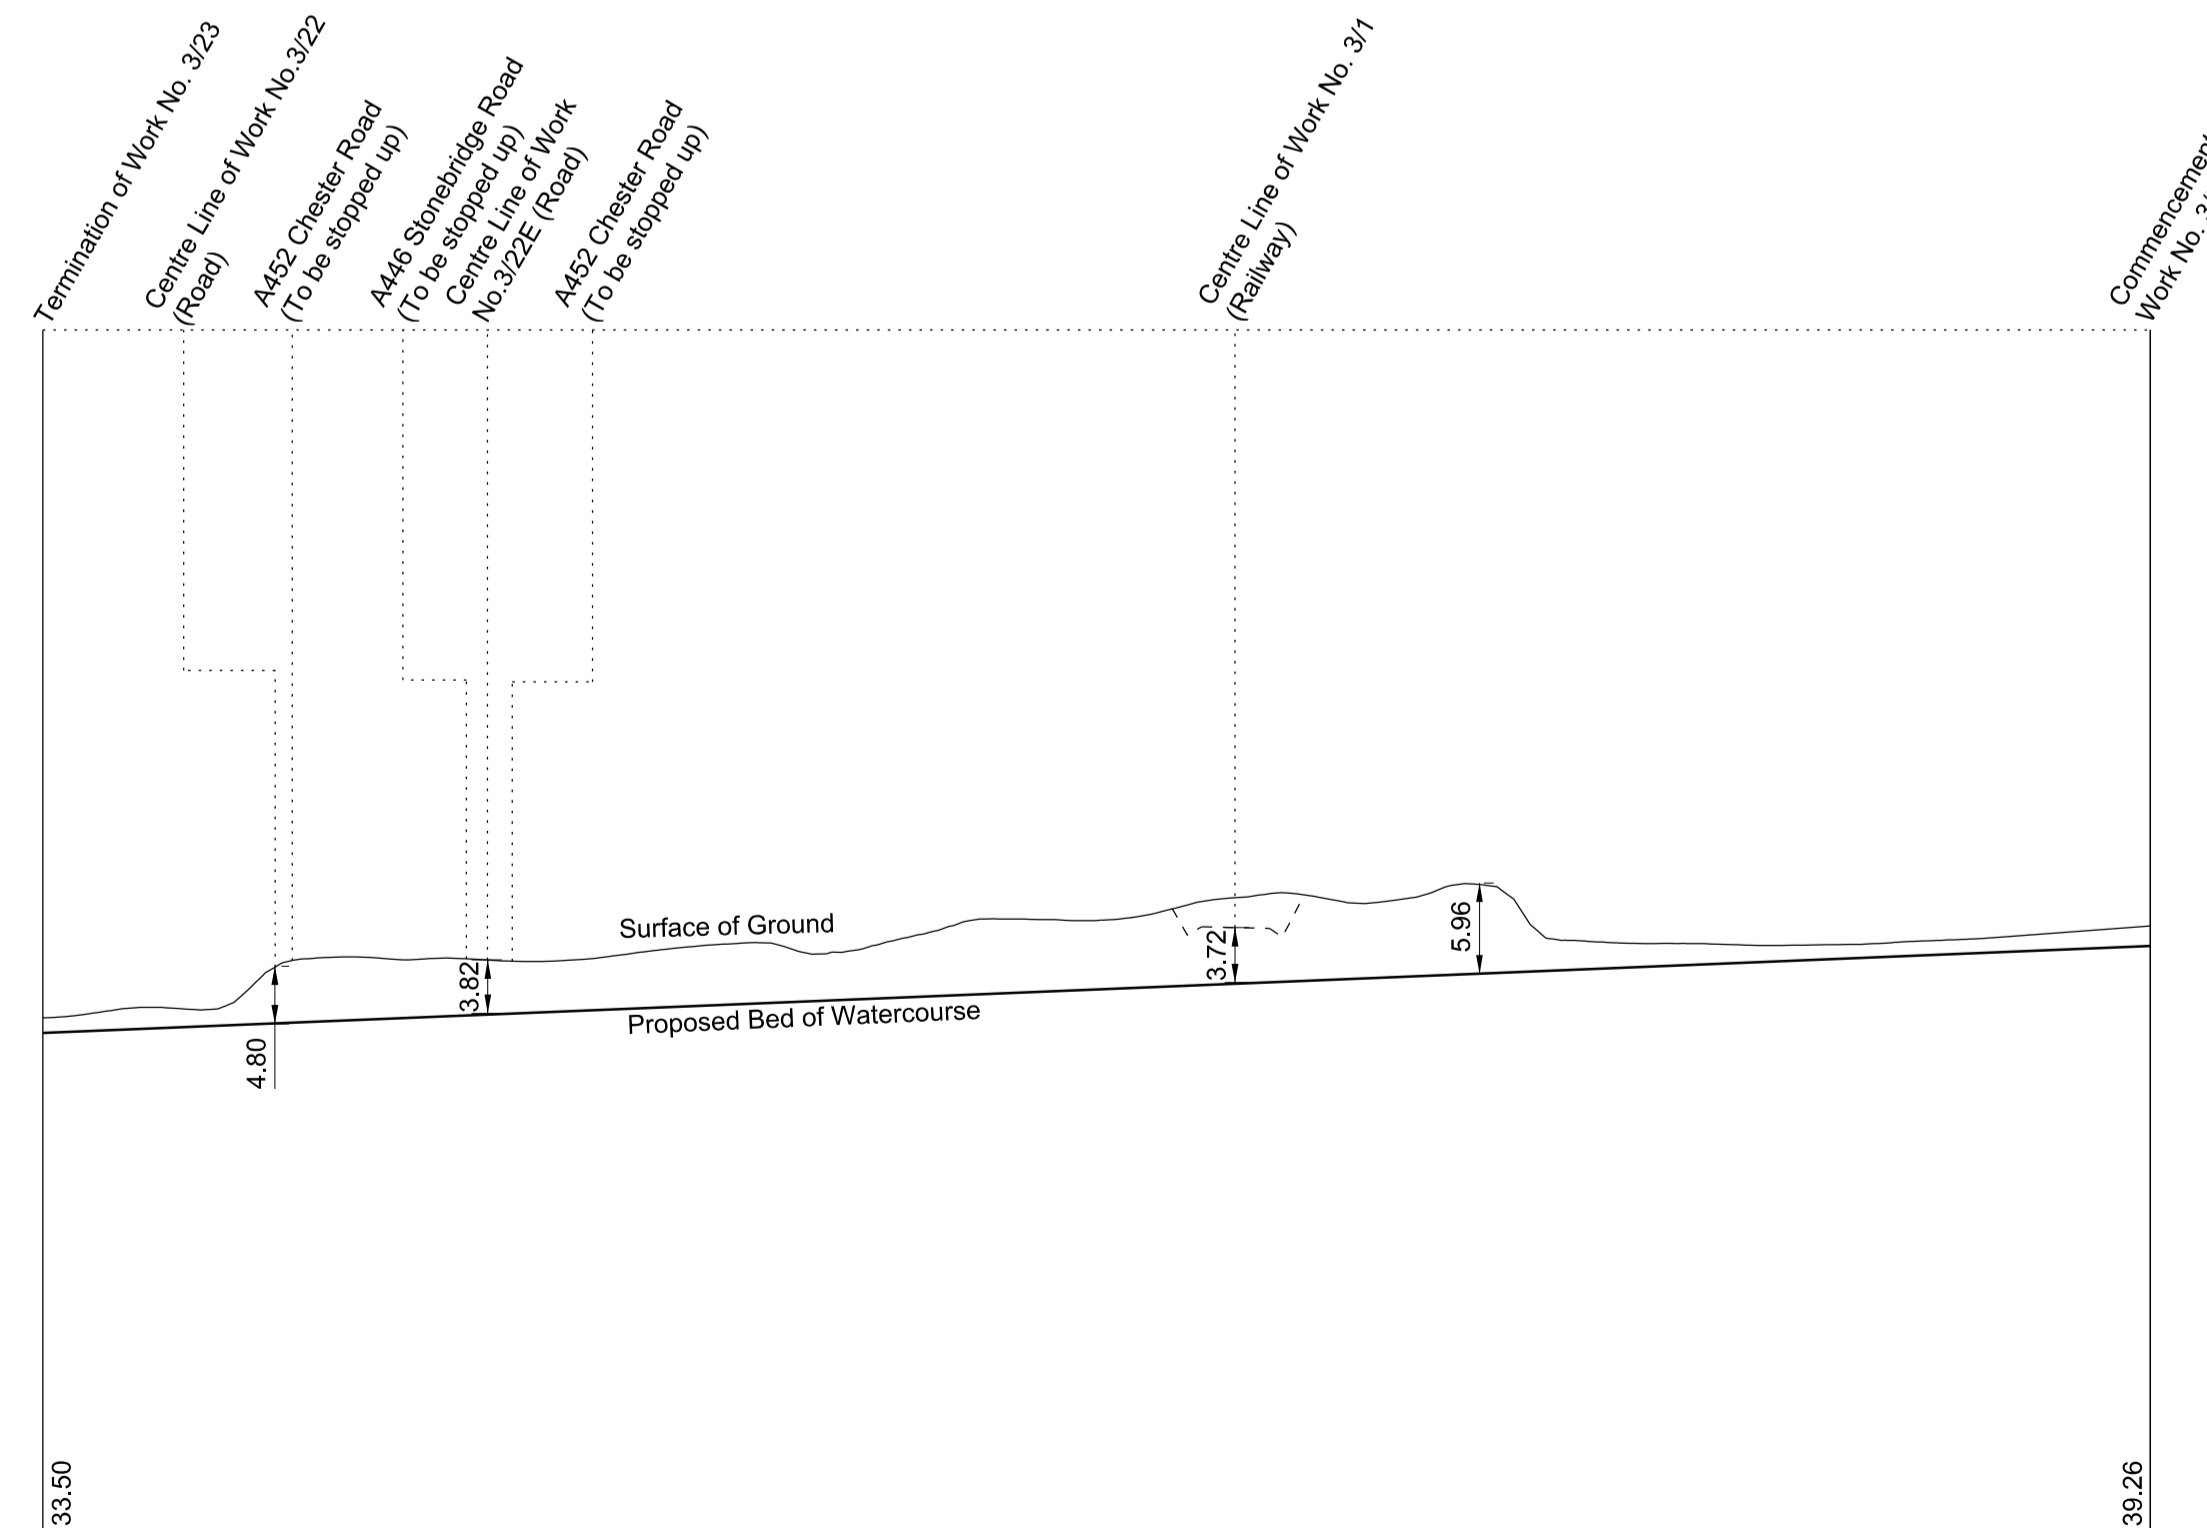 Termination of Work No. 3/23
Centre Line of Work No.3/22
(Road)
A452 Chester Road
(To be stopped up)
A446 Stonebridge Road
(To be stopped up)
Centre Line of Work
No.3/22E (Road)
A452 Chester Road
(To be stopped up)
Centre Line of Work No. 3/1
(Railway)
Commencement
Work No.
Surface of Ground
Proposed Bed of Watercourse
4.80
3.82
3.72
5.96
33.50
39.26